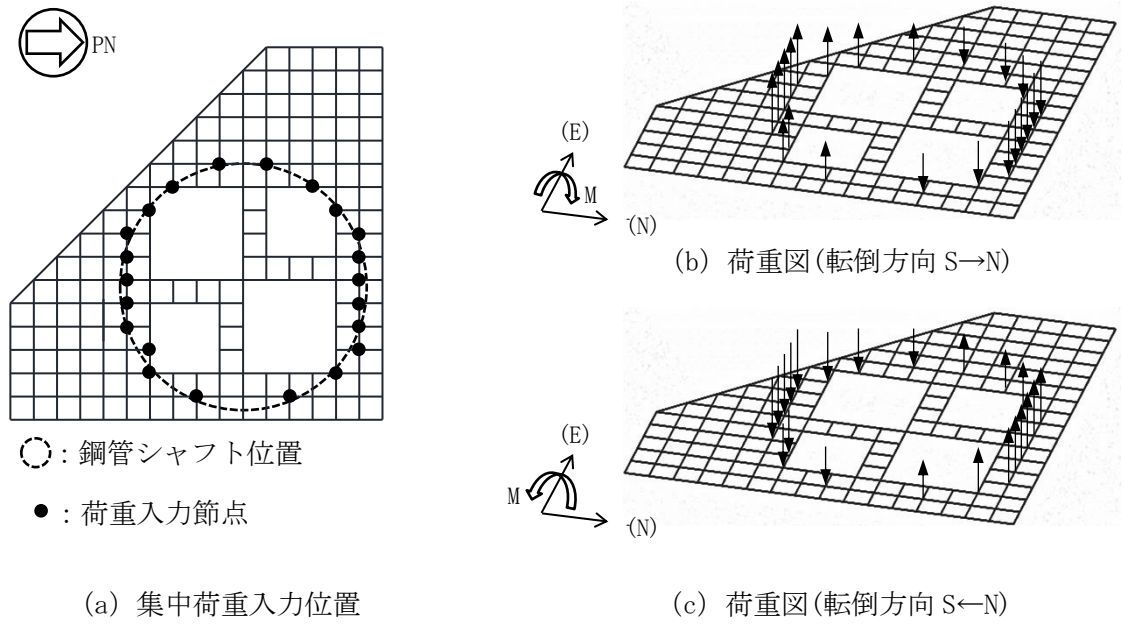 PN
(E)
M
(N)
(b) 荷重図(転倒方向 S→N)
(E)
M
(N)
:鋼管シャフト位置
:荷重入力節点
(a) 集中荷重入力位置
(c) 荷重図(転倒方向 S←N)